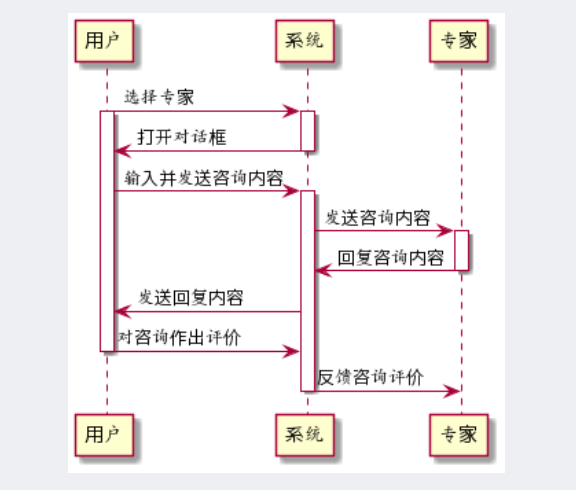 用户 系统 专家
选择专家
打开对话框
输入并发送咨询内容
发送咨询内容
回复咨询内容
发送回复内容
对咨询作出评价
反馈咨询评价
用户 系统 专家